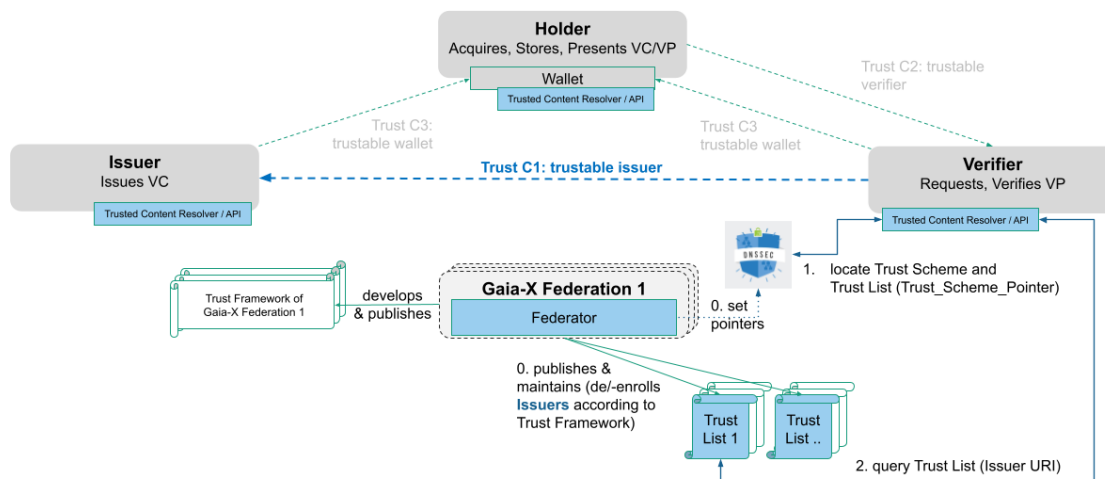 Holder
Acquires, Stores, Presents VC/VP
Wallet
Trusted Content Resolver / API
Trust C2: trustable
verifier
Trust C3:
trustable wallet
Trust C3
trustable wallet
Issuer
Issues VC
Trusted Content Resolver / API
Trust C1: trustable issuer
Verifier
Requests, Verifies VP
Trusted Content Resolver / API
DNSSEC
1. locate Trust Scheme and
Trust List (Trust_Scheme_Pointer)
Trust Framework of
Gaia-X Federation 1
develops
& publishes
Gaia-X Federation 1
Federator
0. set
pointers
0. publishes &
maintains (de/-enrolls
Issuers according to
Trust Framework)
Trust
List 1
Trust
List ..
2. query Trust List (Issuer URI)